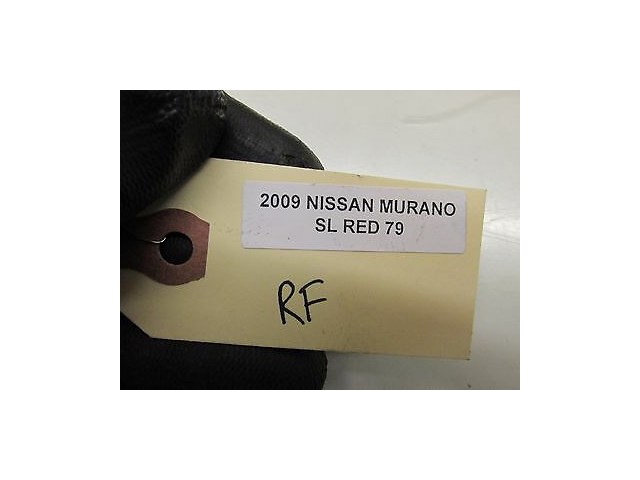 2009 NISSAN MURANO
SL RED 79
RF